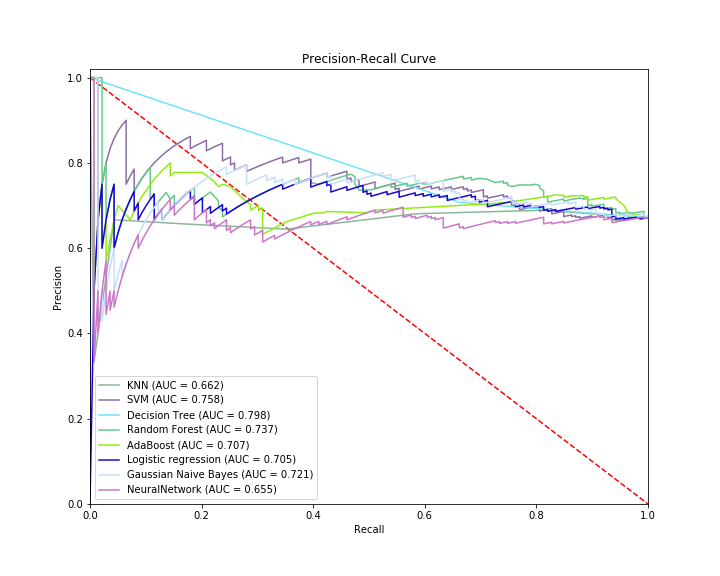 Precision-Recall Curve
1.0
0.8
0.6
0.4
0.2
0.0
Precision
KNN (AUC = 0.662)
SVM (AUC = 0.758)
Decision Tree (AUC = 0.798)
Random Forest (AUC = 0.737)
AdaBoost (AUC = 0.707)
Logistic regression (AUC = 0.705)
Gaussian Naive Bayes (AUC = 0.721)
NeuralNetwork (AUC = 0.655)
0.0 0.2 0.4 0.6 0.8 1.0
Recall